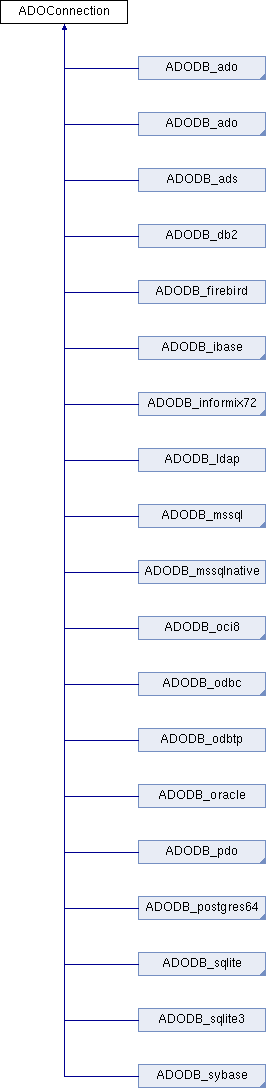 ADOConnection
ADODB_ado
ADODB_ado
ADODB_ads
ADODB_db2
ADODB_firebird
ADODB_ibase
ADODB_informix72
ADODB_ldap
ADODB_mssql
ADODB_mssqlnative
ADODB_oci8
ADODB_odbc
ADODB_odbtp
ADODB_oracle
ADODB_pdo
ADODB_postgres64
ADODB_sqlite
ADODB_sqlite3
ADODB_sybase